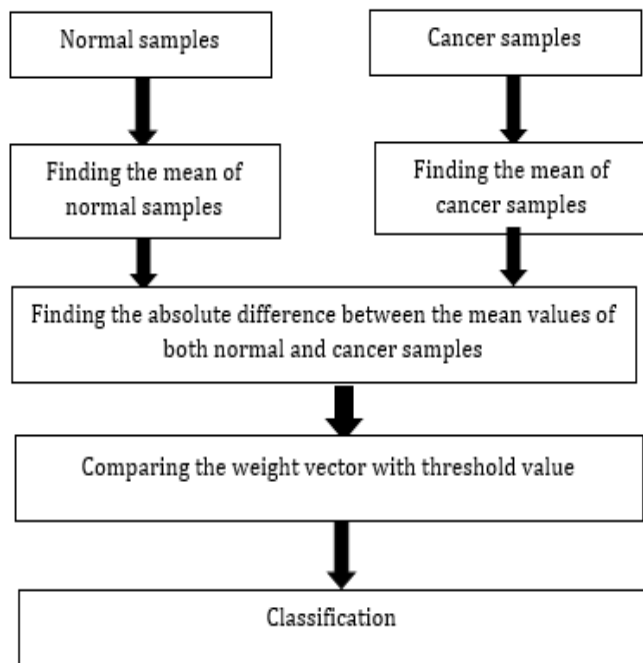 Normal samples
Cancer samples
Finding the mean of
normal samples
Finding the mean of
cancer samples
Finding the absolute difference between the mean values of
both normal and cancer samples
Comparing the weight vector with threshold value
Classification